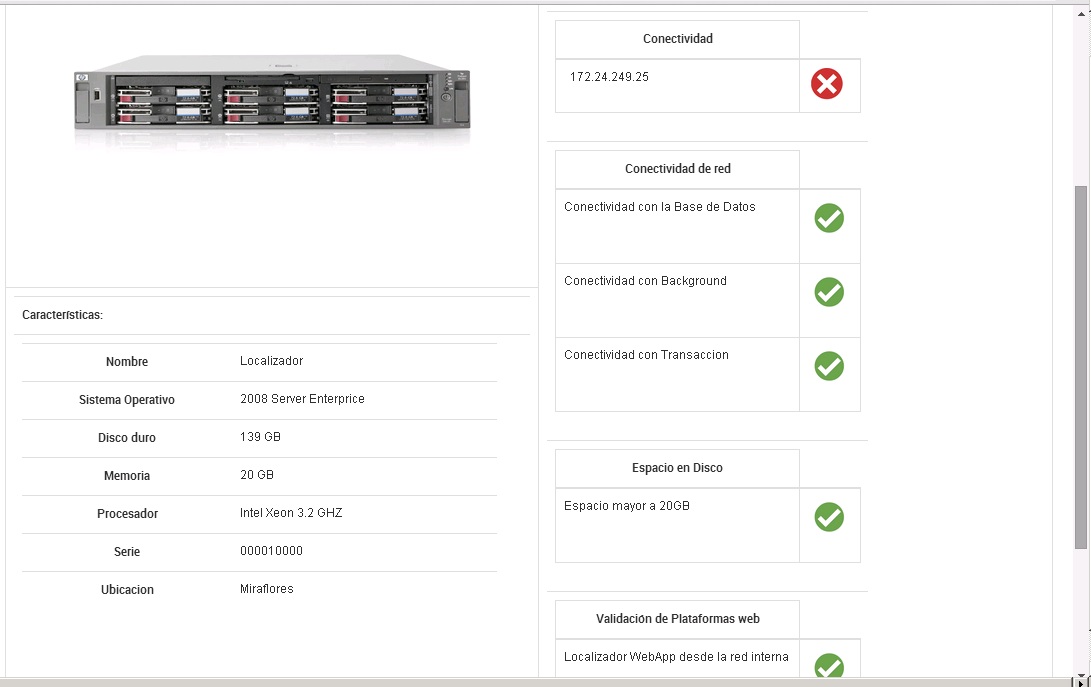 Características:
Nombre Localizador
Sistema Operativo 2008 Server Enterprice
Disco duro 139 GB
Memoria 20 GB
Procesador Intel Xeon 3.2 GHZ
Serie 000010000
Ubicacion Miraflores
Conectividad
172.24.249.25
Conectividad de red
Conectividad con la Base de Datos
Conectividad con Background
Conectividad con Transaccion
Espacio en Disco
Espacio mayor a 20GB
Validación de Plataformas web
Localizador WebApp desde la red interna